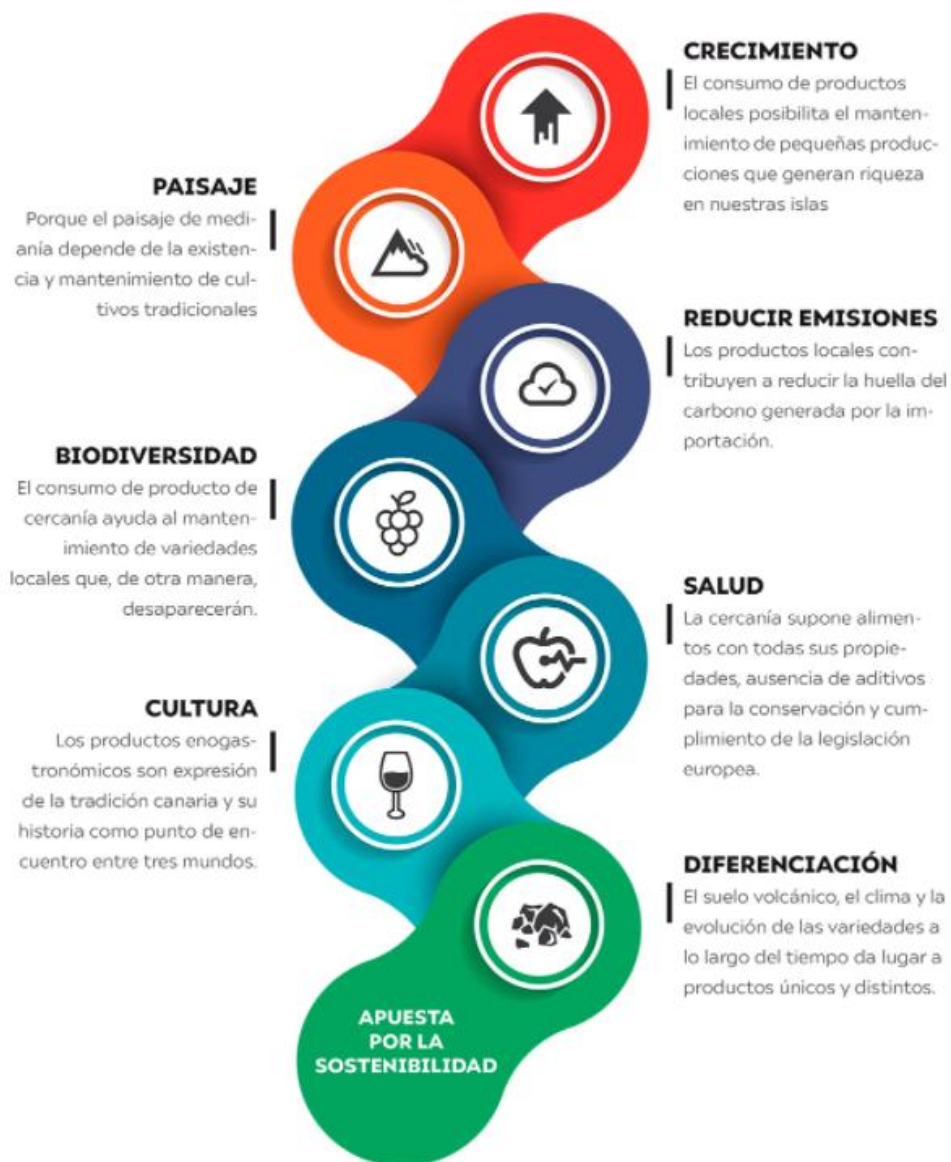 CRECIMIENTO
El consumo de productos
locales posibilita el manten-
imiento de pequeñas produc-
ciones que generan riqueza
en nuestras islas
PAISAJE
Porque el paisaje de medi-
anía depende de la existen-
cia y mantenimiento de cul-
tivos tradicionales
REDUCIR EMISIONES
Los productos locales con-
tribuyen a reducir la huella del
carbono generada por la im-
portación.
BIODIVERSIDAD
El consumo de producto de
cercanía ayuda al manten-
imiento de variedades
locales que, de otra manera,
desaparecerán.
SALUD
La cercanía supone alimen-
tos con todas sus propie-
dades, ausencia de aditivos
para la conservación y cum-
plimiento de la legislación
europea.
CULTURA
Los productos enogas-
tronómicos son expresión
de la tradición canaria y su
historia como punto de en-
cuentro entre tres mundos.
DIFERENCIACIÓN
El suelo volcánico, el clima y la
evolución de las variedades a
lo largo del tiempo da lugar a
productos únicos y distintos.
APUESTA
POR LA
SOSTENIBILIDAD